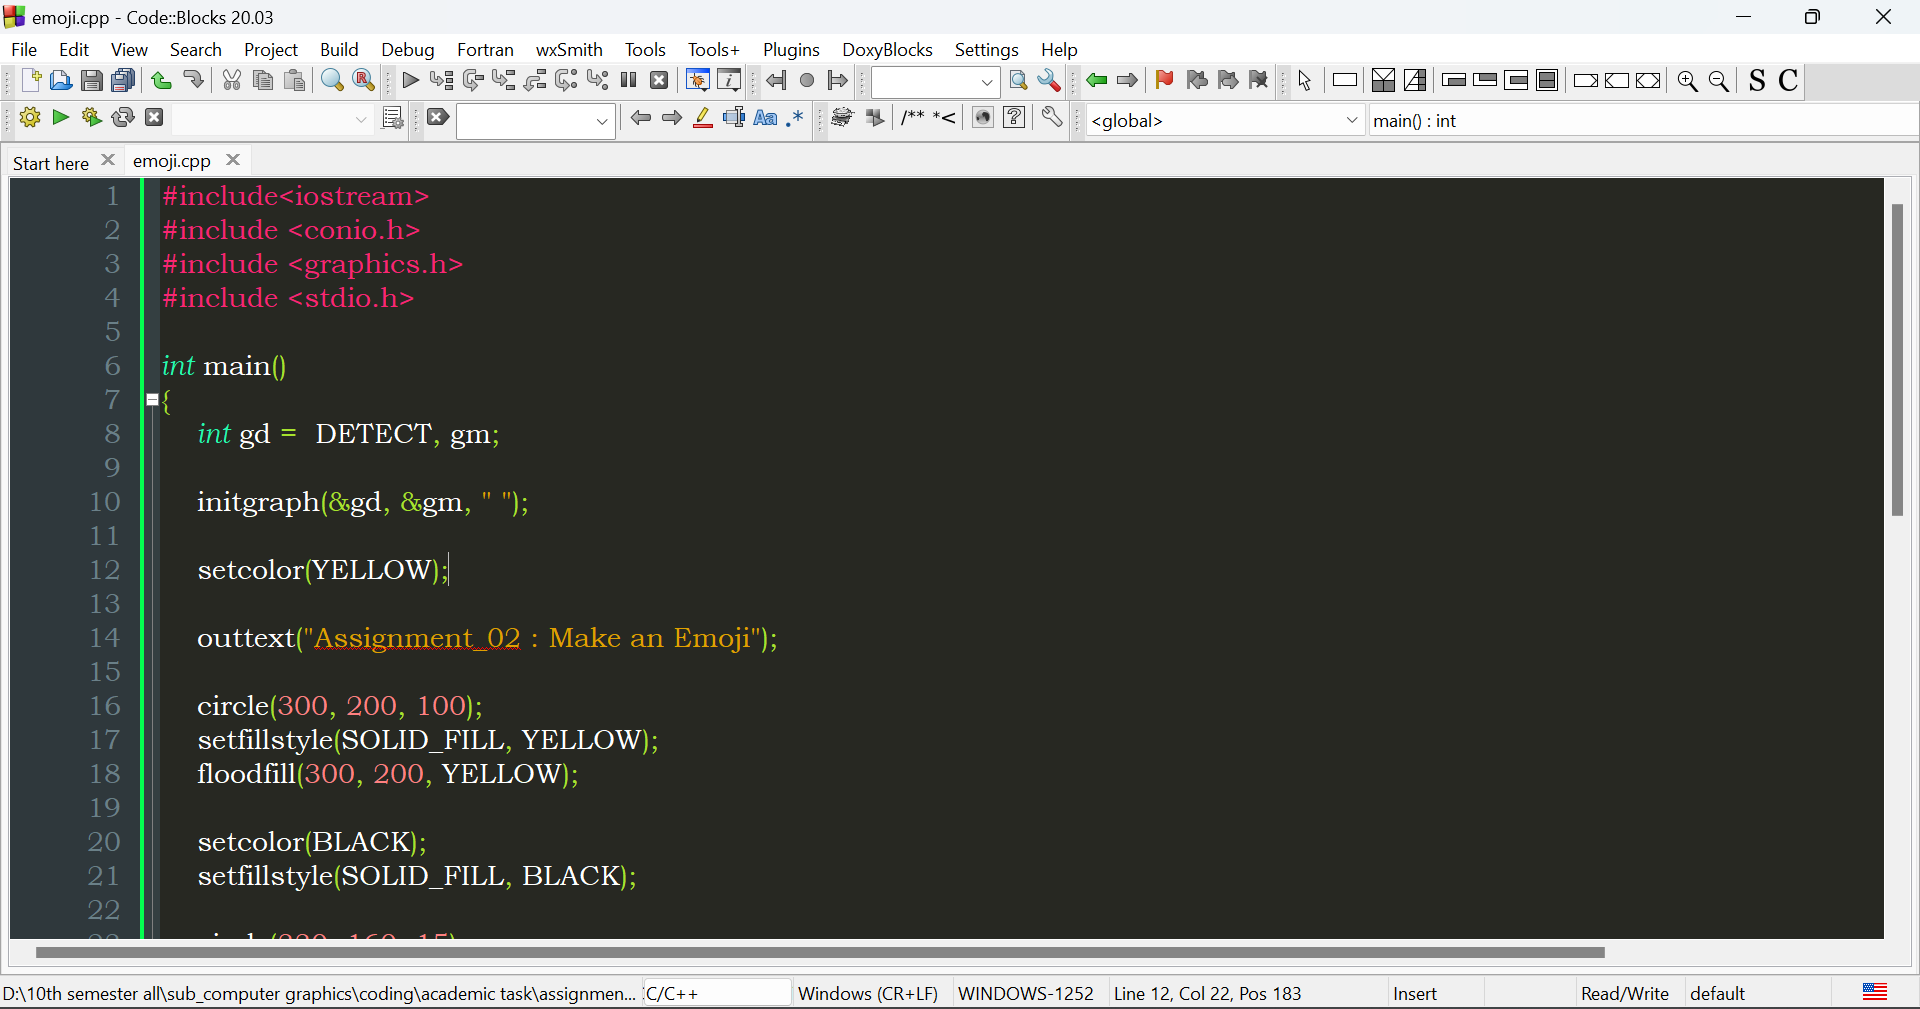 emoji.cpp - Code::Blocks 20.03
File Edit View Search Project Build Debug Fortran wxSmith Tools Tools+ Plugins DoxyBlocks Settings Help
S C
/** *< <global> main() : int
Start here emoji.cpp
1 #include<iostream>
2 #include <conio.h>
3 #include <graphics.h>
4 #include <stdio.h>
5
6 int main()
7 {
8 int gd = DETECT, gm;
9
10 initgraph(&gd, &gm, " ");
11
12 setcolor(YELLOW);
13
14 outtext("Assignment_02 : Make an Emoji");
15
16 circle(300, 200, 100);
17 setfillstyle(SOLID_FILL, YELLOW);
18 floodfill(300, 200, YELLOW);
19
20 setcolor(BLACK);
21 setfillstyle(SOLID_FILL, BLACK);
22
D:\10th semester all\sub_computer graphics\coding\academic task\assignmen... C/C++ Windows (CR+LF) WINDOWS-1252 Line 12, Col 22, Pos 183 Insert Read/Write default